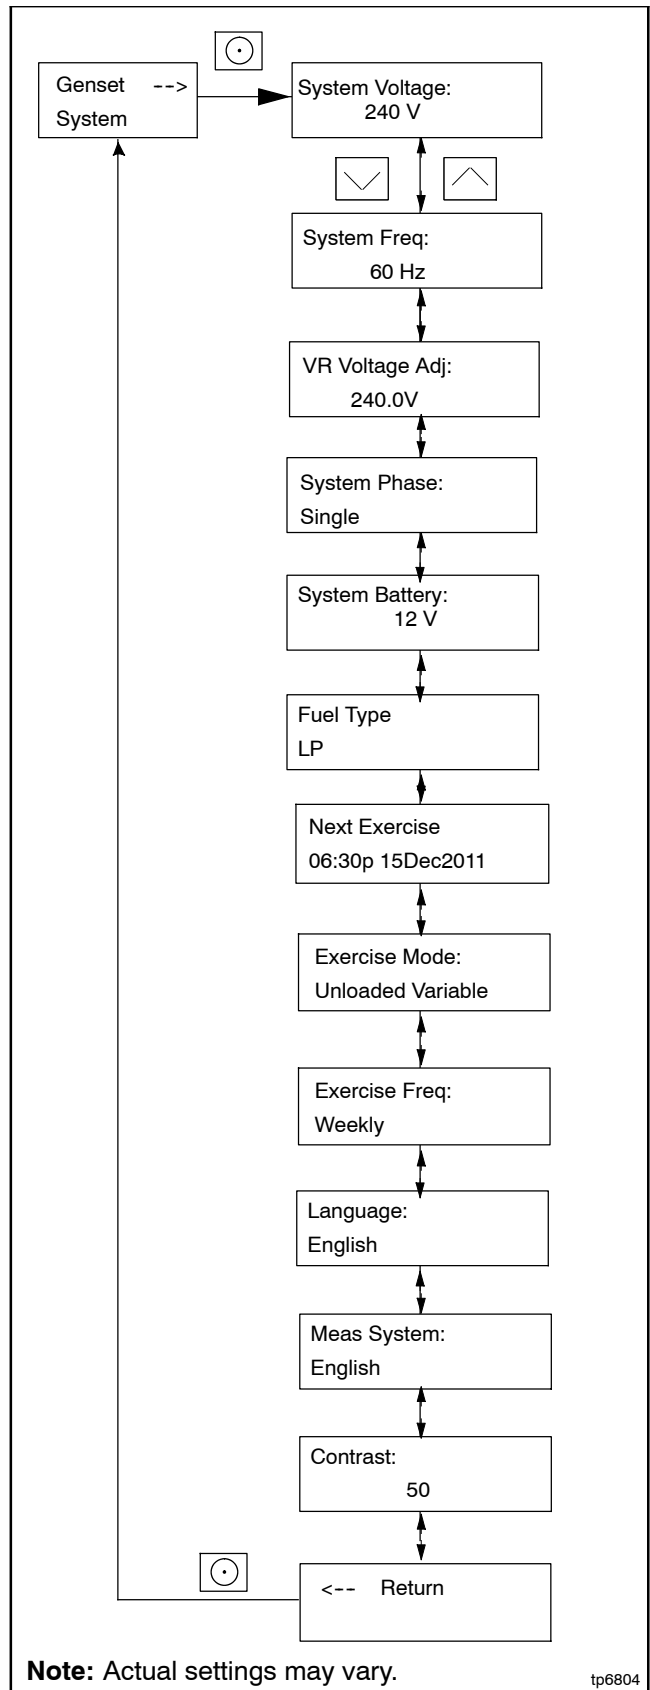 Genset -->
System
System Voltage:
240 V
System Freq:
60 Hz
VR Voltage Adj:
240.0V
System Phase:
Single
System Battery:
12 V
Fuel Type
LP
Next Exercise
06:30p 15Dec2011
Exercise Mode:
Unloaded Variable
Exercise Freq:
Weekly
Language:
English
Meas System:
English
Contrast:
50
<-- Return
Note: Actual settings may vary.
tp6804